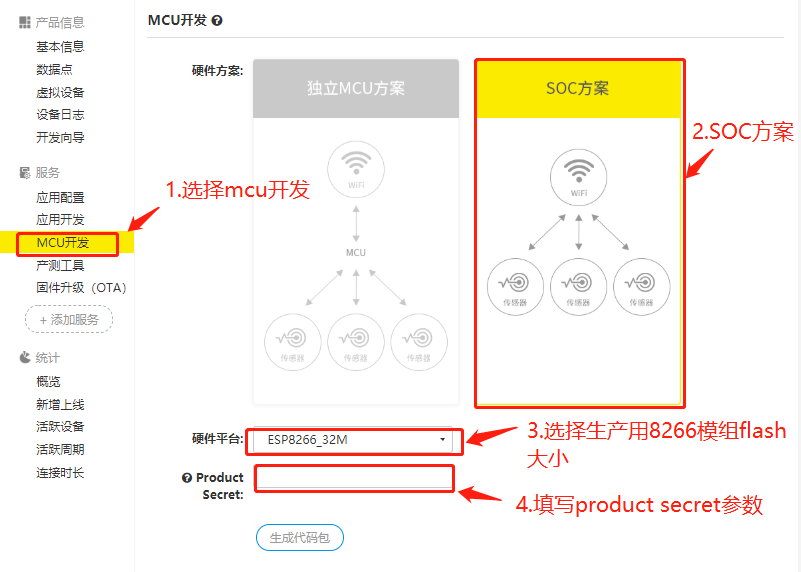 产品信息
基本信息
数据点
虚拟设备
设备日志
开发向导
服务
应用配置
应用开发
MCU开发
产测工具
固件升级（OTA）
+ 添加服务
统计
概览
新增上线
活跃设备
活跃周期
连接时长
MCU开发
硬件方案:
独立MCU方案
WiFi
MCU
传感器
传感器
传感器
SOC方案
WiFi
传感器
传感器
传感器
1.选择mcu开发
2.SOC方案
硬件平台:
ESP8266_32M
3.选择生产用8266模组flash
大小
Product
Secret:
4.填写product secret参数
生成代码包